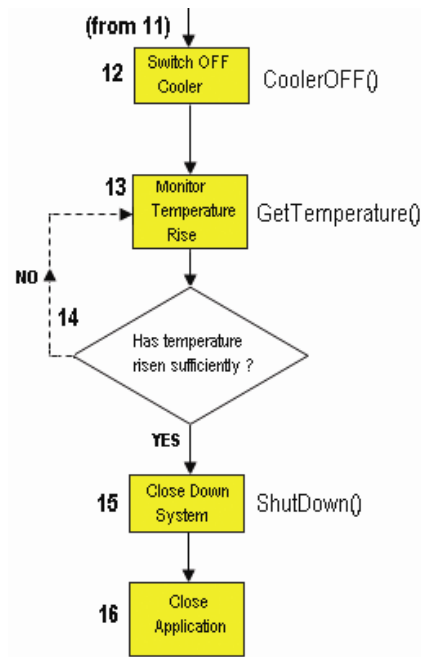 (from 11)
12
Switch OFF
Cooler
CoolerOFF()
13
Monitor
Temperature
Rise
GetTemperature()
NO
14
Has temperature
risen sufficiently ?
YES
15
Close Down
System
ShutDown()
16
Close
Application